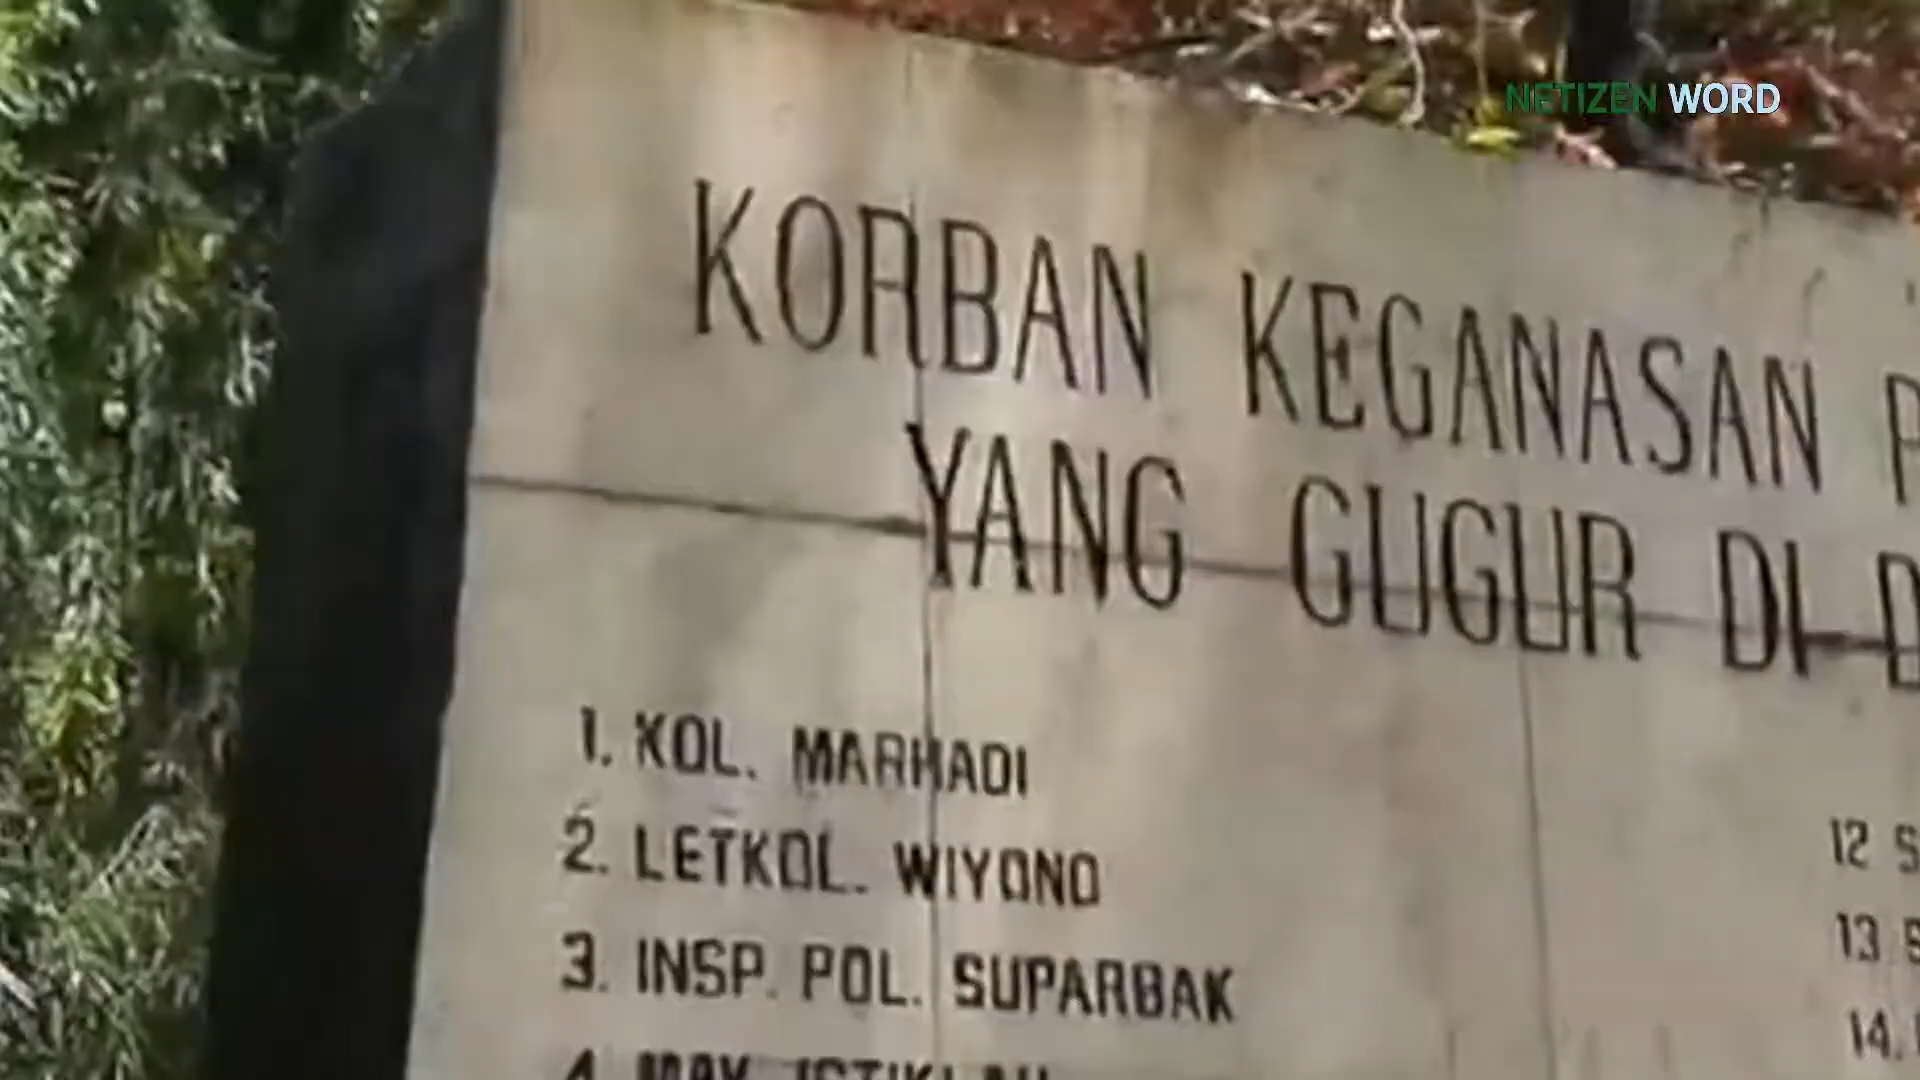 NETIZEN WORD
KORBAN KEGANASAN
YANG GUGUR DI
1. KOL. MARHADI
2. LETKOL. WIYONO
3. INSP. POL. SUPARBAK
4. MAY. ISTIKLAH
12
13
14.